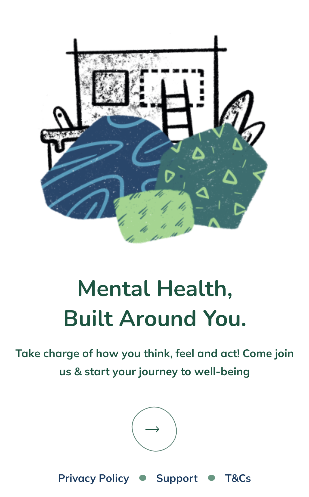 Mental Health,
Built Around You.
Take charge of how you think, feel and act! Come join
us & start your journey to well-being
Privacy Policy
Support
T&Cs